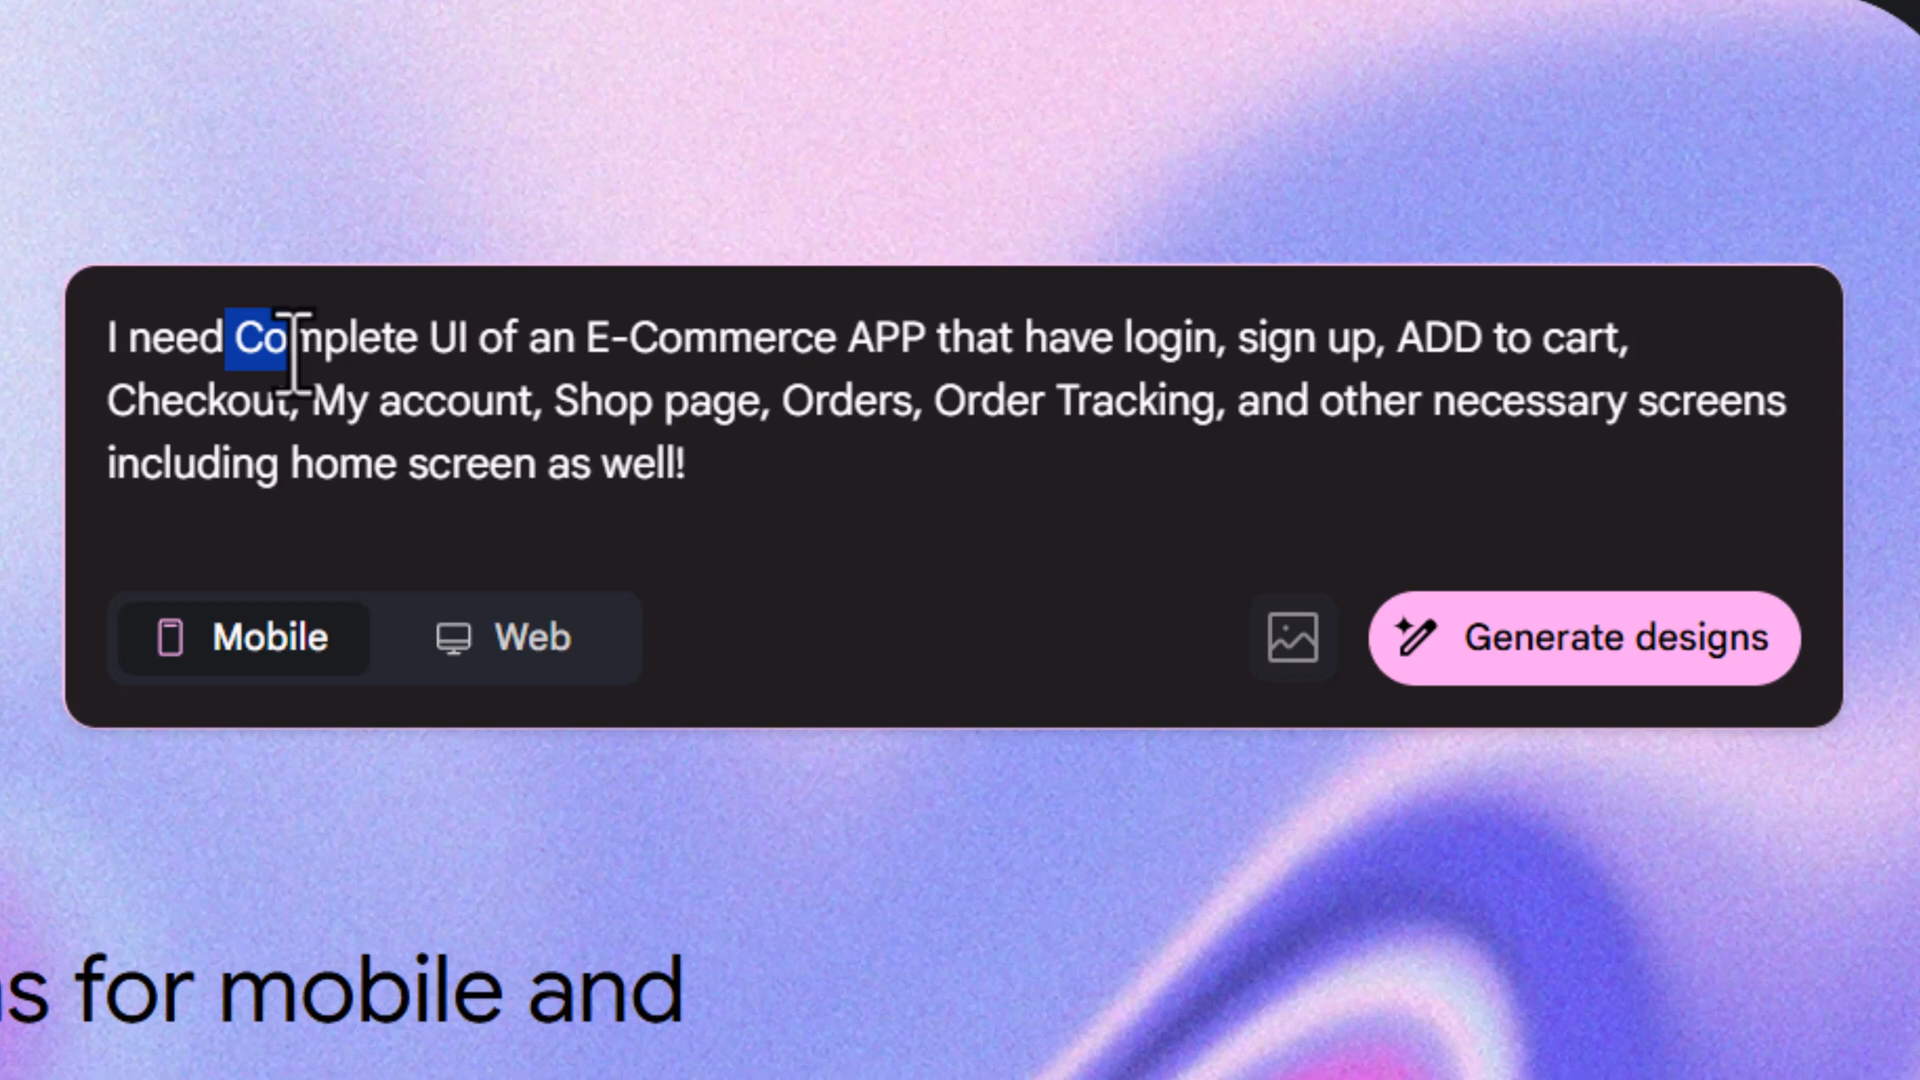 I need Complete UI of an E-Commerce APP that have login, sign up, ADD to cart,
Checkout, My account, Shop page, Orders, Order Tracking, and other necessary screens
including home screen as well!
Mobile
Web
Generate designs
for mobile and